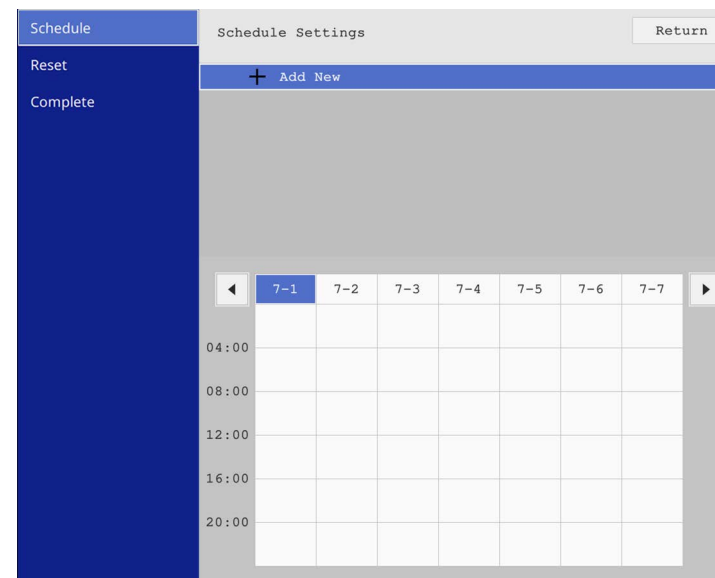 Schedule
Reset
Complete
Schedule Settings
Return
Add New
7-1 7-2 7-3 7-4 7-5 7-6 7-7
04:00
08:00
12:00
16:00
20:00